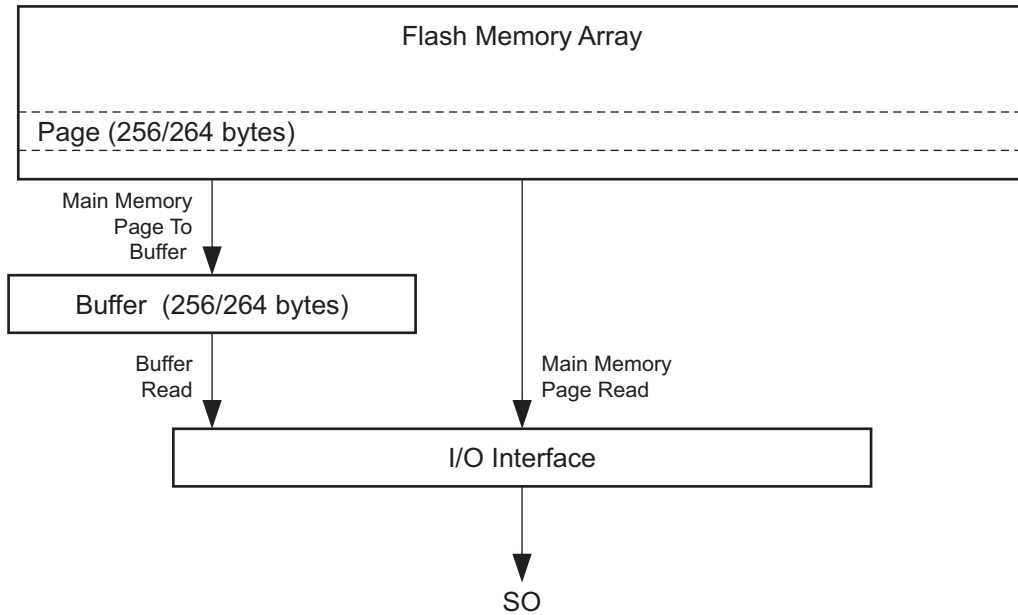 Flash Memory Array
Page (256/264 bytes)
Main Memory
Page To
Buffer
Buffer (256/264 bytes)
Buffer
Read
Main Memory
Page Read
I/O Interface
SO